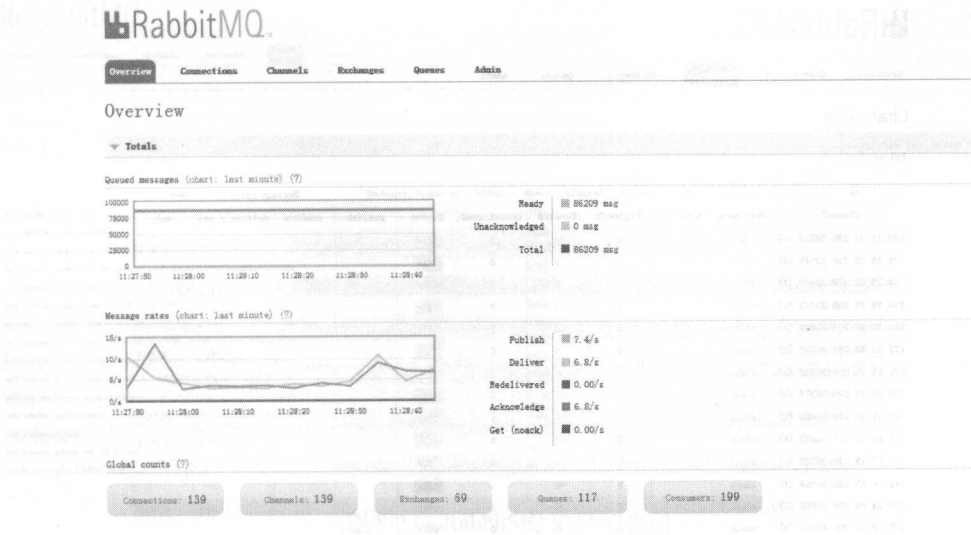 RabbitMQ
Overview Connections Channels Exchanges Queues Admin
Overview
Totals
Queued messages (chart: last minute) (?)
100000
75000
50000
25000
0
11:27:50 11:28:00 11:28:10 11:28:20 11:28:30 11:28:40
Ready 86209 msg
Unacknowledged 0 msg
Total 86209 msg
Message rates (chart: last minute) (?)
15/s
10/s
5/s
0/s
11:27:50 11:28:00 11:28:10 11:28:20 11:28:50 11:28:40
Publish 7.4/s
Deliver 6.8/s
Redelivered 0.00/s
Acknowledge 6.8/s
Get (noack) 0.00/s
Global counts (?)
Connections: 139 Channels: 139 Exchanges: 69 Queues: 117 Consumers: 199